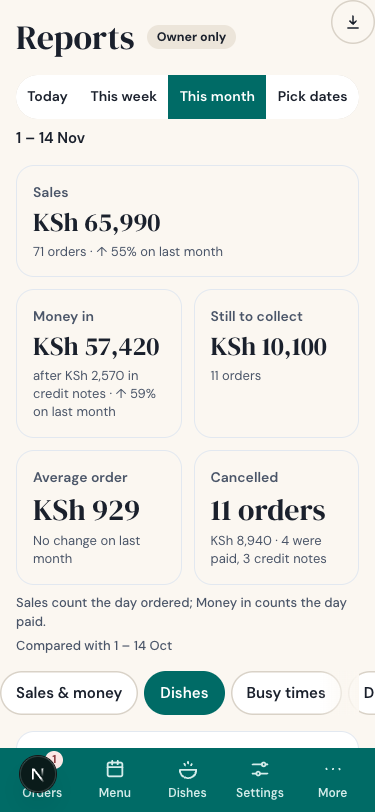 Reports
Owner only
Today
This week
This month
Pick dates
1 – 14 Nov
Sales
KSh 65,990
71 orders · ↑ 55% on last month
Money in
KSh 57,420
after KSh 2,570 in
credit notes · ↑ 59%
on last month
Still to collect
KSh 10,100
11 orders
Average order
KSh 929
No change on last
month
Cancelled
11 orders
KSh 8,940 · 4 were
paid, 3 credit notes
Sales count the day ordered; Money in counts the day
paid.
Compared with 1 – 14 Oct
Sales & money
Dishes
Busy times
D
N
1
Orders
Menu
Dishes
Settings
More